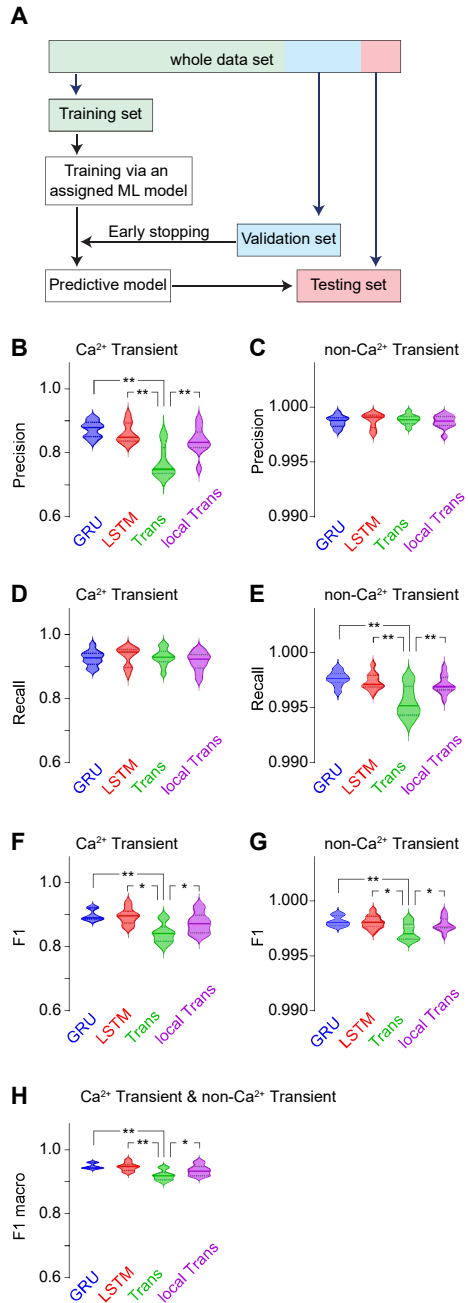 A
whole data set
Training set
Training via an
assigned ML model
Early stopping
Validation set
Predictive model
Testing set
B
Ca²⁺ Transient
1.0
0.8
0.6
Precision
**
** **
GRU
LSTM
Trans
local Trans
C
non-Ca²⁺ Transient
1.000
0.995
0.990
Precision
GRU
LSTM
Trans
local Trans
D
Ca²⁺ Transient
1.0
0.8
0.6
Recall
GRU
LSTM
Trans
local Trans
E
non-Ca²⁺ Transient
1.000
0.995
0.990
Recall
**
** **
GRU
LSTM
Trans
local Trans
F
Ca²⁺ Transient
1.0
0.8
0.6
F1
**
* *
GRU
LSTM
Trans
local Trans
G
non-Ca²⁺ Transient
1.000
0.995
0.990
F1
**
* *
GRU
LSTM
Trans
local Trans
H
Ca²⁺ Transient & non-Ca²⁺ Transient
1.0
0.8
0.6
F1 macro
**
** *
GRU
LSTM
Trans
local Trans